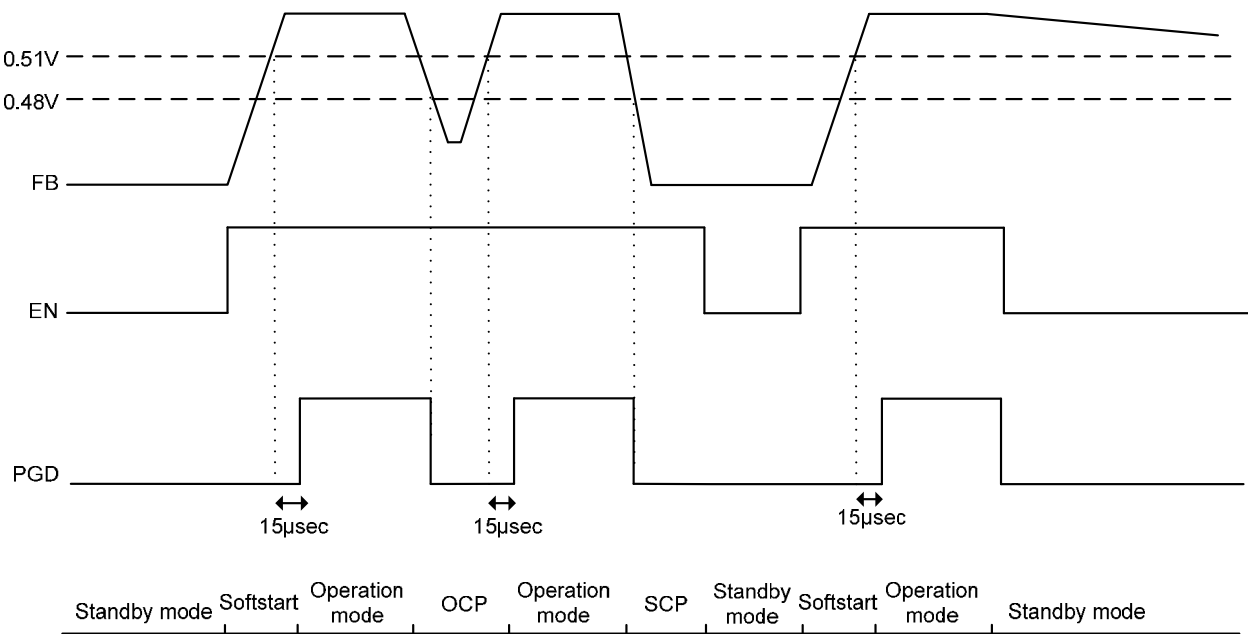 0.51V
0.48V
FB
EN
PGD
15μsec
15μsec
15μsec
Standby mode
Softstart
Operation
mode
OCP
Operation
mode
SCP
Standby
mode
Softstart
Operation
mode
Standby mode